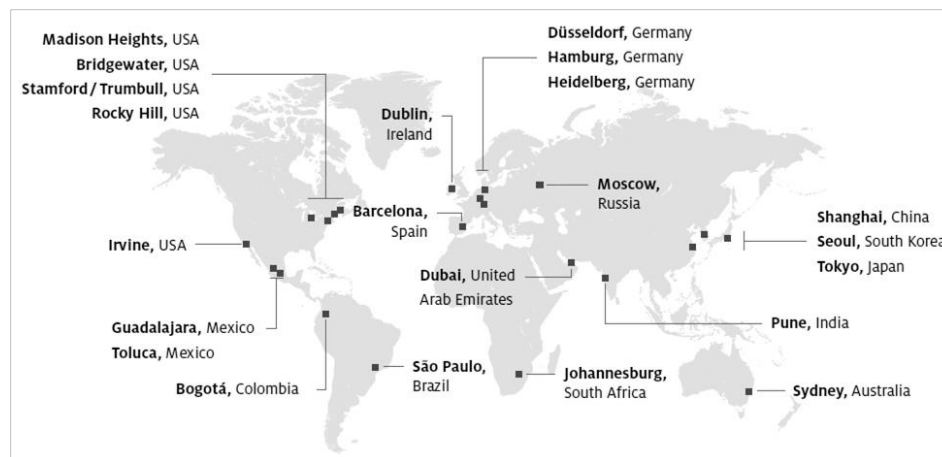 Madison Heights, USA
Bridgewater, USA
Stamford / Trumbull, USA
Rocky Hill, USA
Düsseldorf, Germany
Hamburg, Germany
Heidelberg, Germany
Dublin,
Ireland
Moscow,
Russia
Barcelona,
Spain
Shanghai, China
Seoul, South Korea
Tokyo, Japan
Irvine, USA
Dubai, United
Arab Emirates
Guadalajara, Mexico
Toluca, Mexico
Pune, India
Bogotá, Colombia
São Paulo,
Brazil
Johannesburg,
South Africa
Sydney, Australia